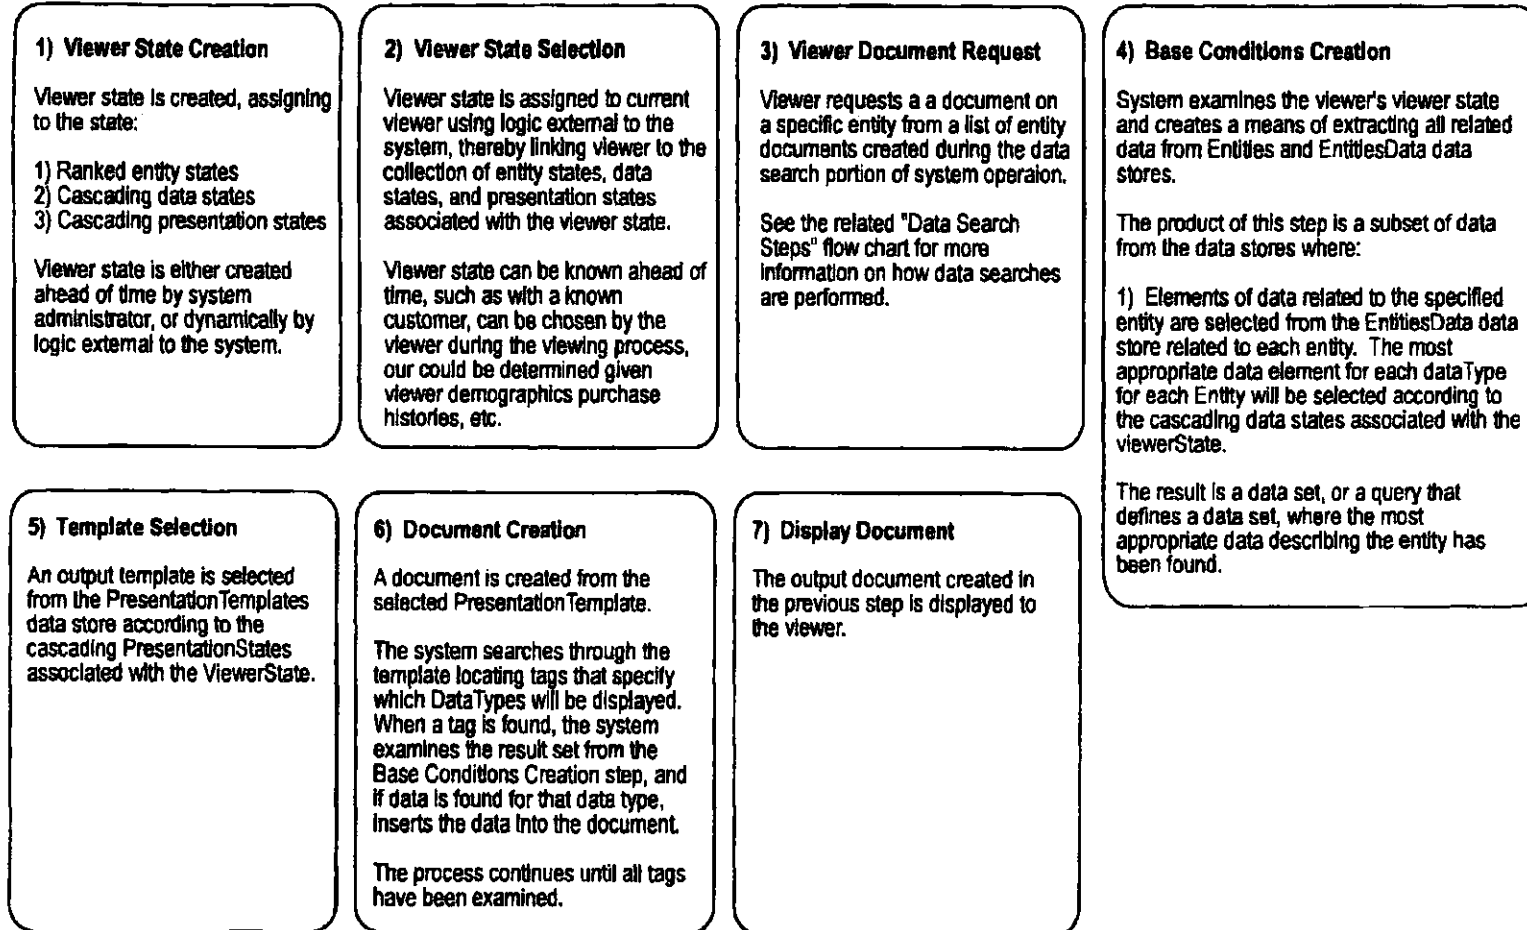 1) Viewer State Creation
Viewer state is created, assigning
to the state:
1) Ranked entity states
2) Cascading data states
3) Cascading presentation states
Viewer state is either created
ahead of time by system
administrator, or dynamically by
logic external to the system.
2) Viewer State Selection
Viewer state is assigned to current
viewer using logic external to the
system, thereby linking viewer to the
collection of entity states, data
states, and presentation states
associated with the viewer state.
Viewer state can be known ahead of
time, such as with a known
customer, can be chosen by the
viewer during the viewing process,
our could be determined given
viewer demographics purchase
histories, etc.
3) Viewer Document Request
Viewer requests a a document on
a specific entity from a list of entity
documents created during the data
search portion of system operaion.
See the related "Data Search
Steps" flow chart for more
information on how data searches
are performed.
4) Base Conditions Creation
System examines the viewer's viewer state
and creates a means of extracting all related
data from Entities and EntitiesData data
stores.
The product of this step is a subset of data
from the data stores where:
1) Elements of data related to the specified
entity are selected from the EntitiesData data
store related to each entity. The most
appropriate data element for each dataType
for each Entity will be selected according to
the cascading data states associated with the
viewerState.
The result is a data set, or a query that
defines a data set, where the most
appropriate data describing the entity has
been found.
5) Template Selection
An output template is selected
from the PresentationTemplates
data store according to the
cascading PresentationStates
associated with the ViewerState.
6) Document Creation
A document is created from the
selected PresentationTemplate.
The system searches through the
template locating tags that specify
which DataTypes will be displayed.
When a tag is found, the system
examines the result set from the
Base Conditions Creation step, and
if data is found for that data type,
inserts the data into the document.
The process continues until all tags
have been examined.
7) Display Document
The output document created in
the previous step is displayed to
the viewer.